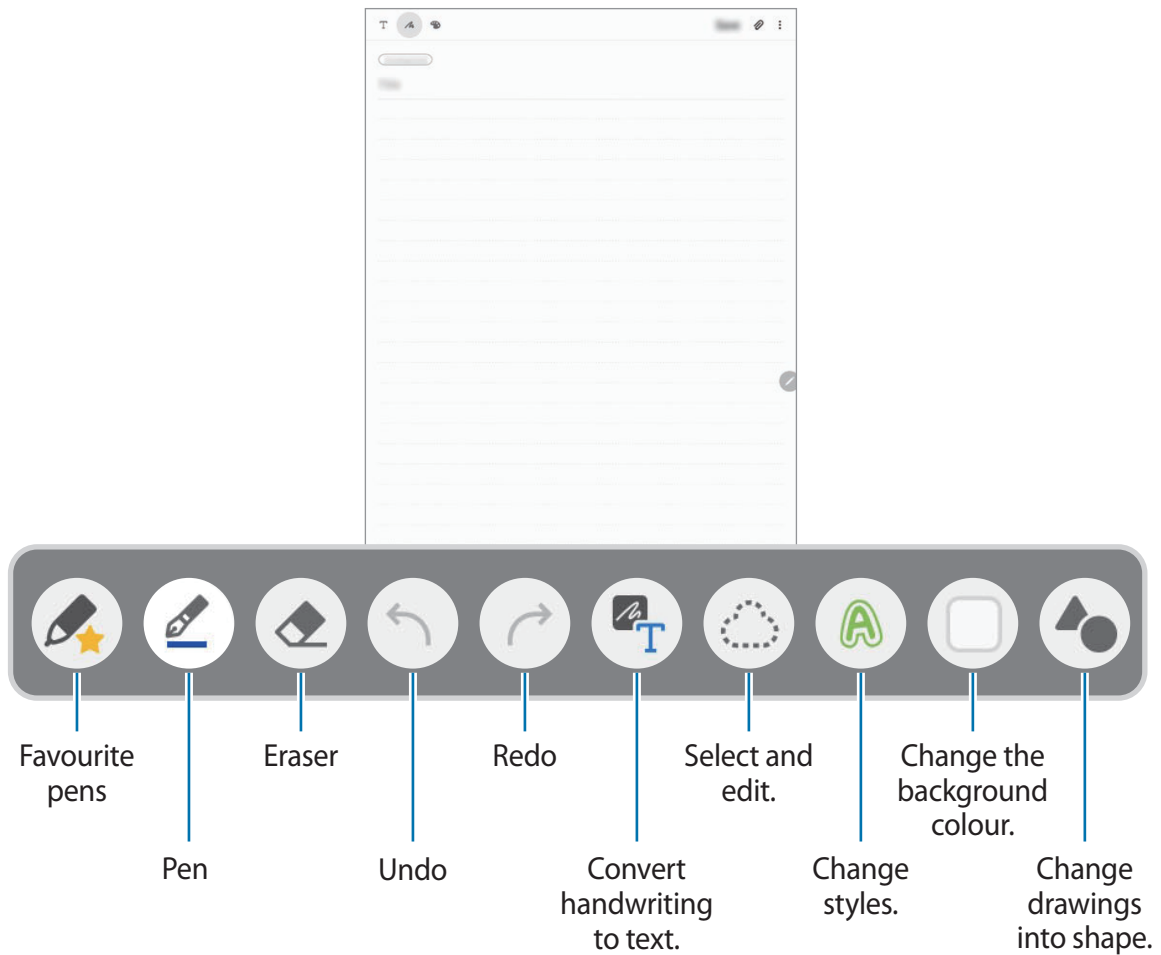 T
T
A
Favourite
pens
Eraser
Redo
Select and
edit.
Change the
background
colour.
Pen
Undo
Convert
handwriting
to text.
Change
styles.
Change
drawings
into shape.